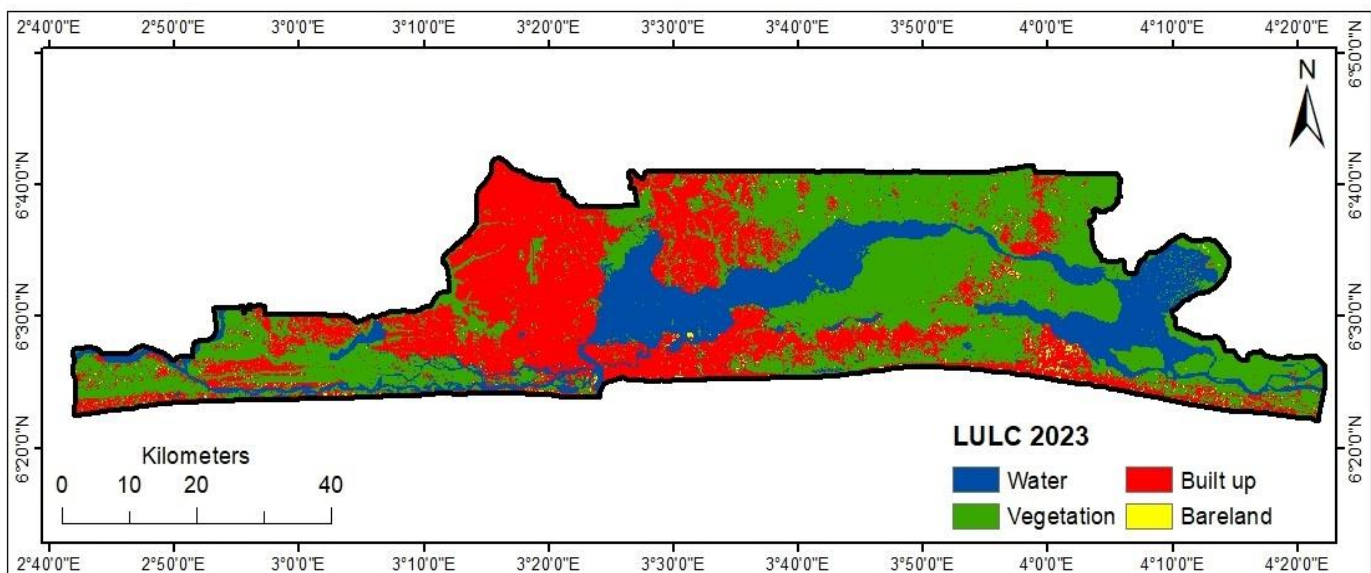 2°40'0"E 2°50'0"E 3°0'0"E 3°10'0"E 3°20'0"E 3°30'0"E 3°40'0"E 3°50'0"E 4°0'0"E 4°10'0"E 4°20'0"E
6°50'0"N
N
6°40'0"N 6°40'0"N
6°30'0"N 6°30'0"N
6°20'0"N 6°20'0"N
Kilometers
0 10 20 40
LULC 2023
Water Built up
Vegetation Bareland
2°40'0"E 2°50'0"E 3°0'0"E 3°10'0"E 3°20'0"E 3°30'0"E 3°40'0"E 3°50'0"E 4°0'0"E 4°10'0"E 4°20'0"E